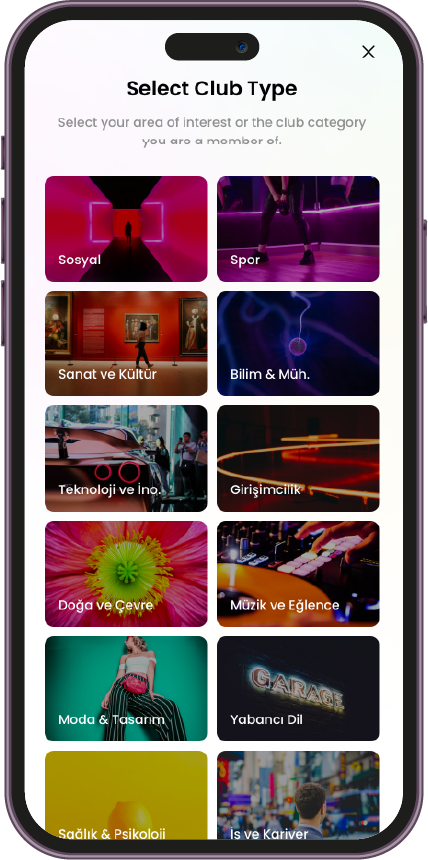 Select Club Type
Select your area of interest or the club category
you are a member of.
Sosyal
Spor
Sanat ve Kültür
Bilim & Müh.
Teknoloji ve İno.
Girişimcilik
Doğa ve Çevre
Müzik ve Eğlence
Moda & Tasarım
GARAGE
Yabancı Dil
Sağlık & Psikoloji
İş ve Kariyer